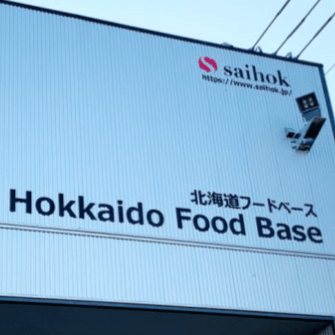 saihok
https://www.saihok.jp/
北海道フードベース
Hokkaido Food Base